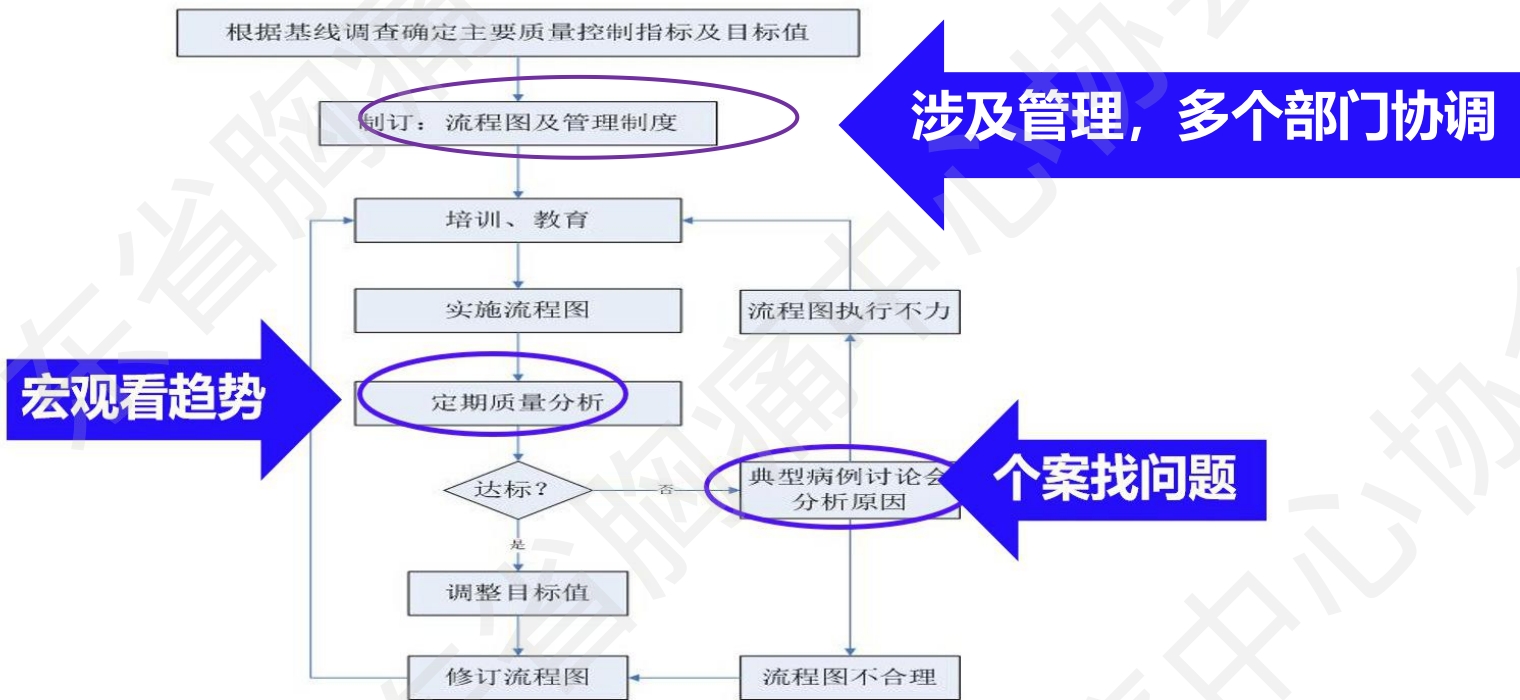 根据基线调查确定主要质量控制指标及目标值
涉及管理，多个部门协调
制订：流程图及管理制度
培训、教育
实施流程图
流程图执行不力
宏观看趋势
定期质量分析
达标？
否
典型病例讨论会
分析原因
个案找问题
是
调整目标值
修订流程图
流程图不合理